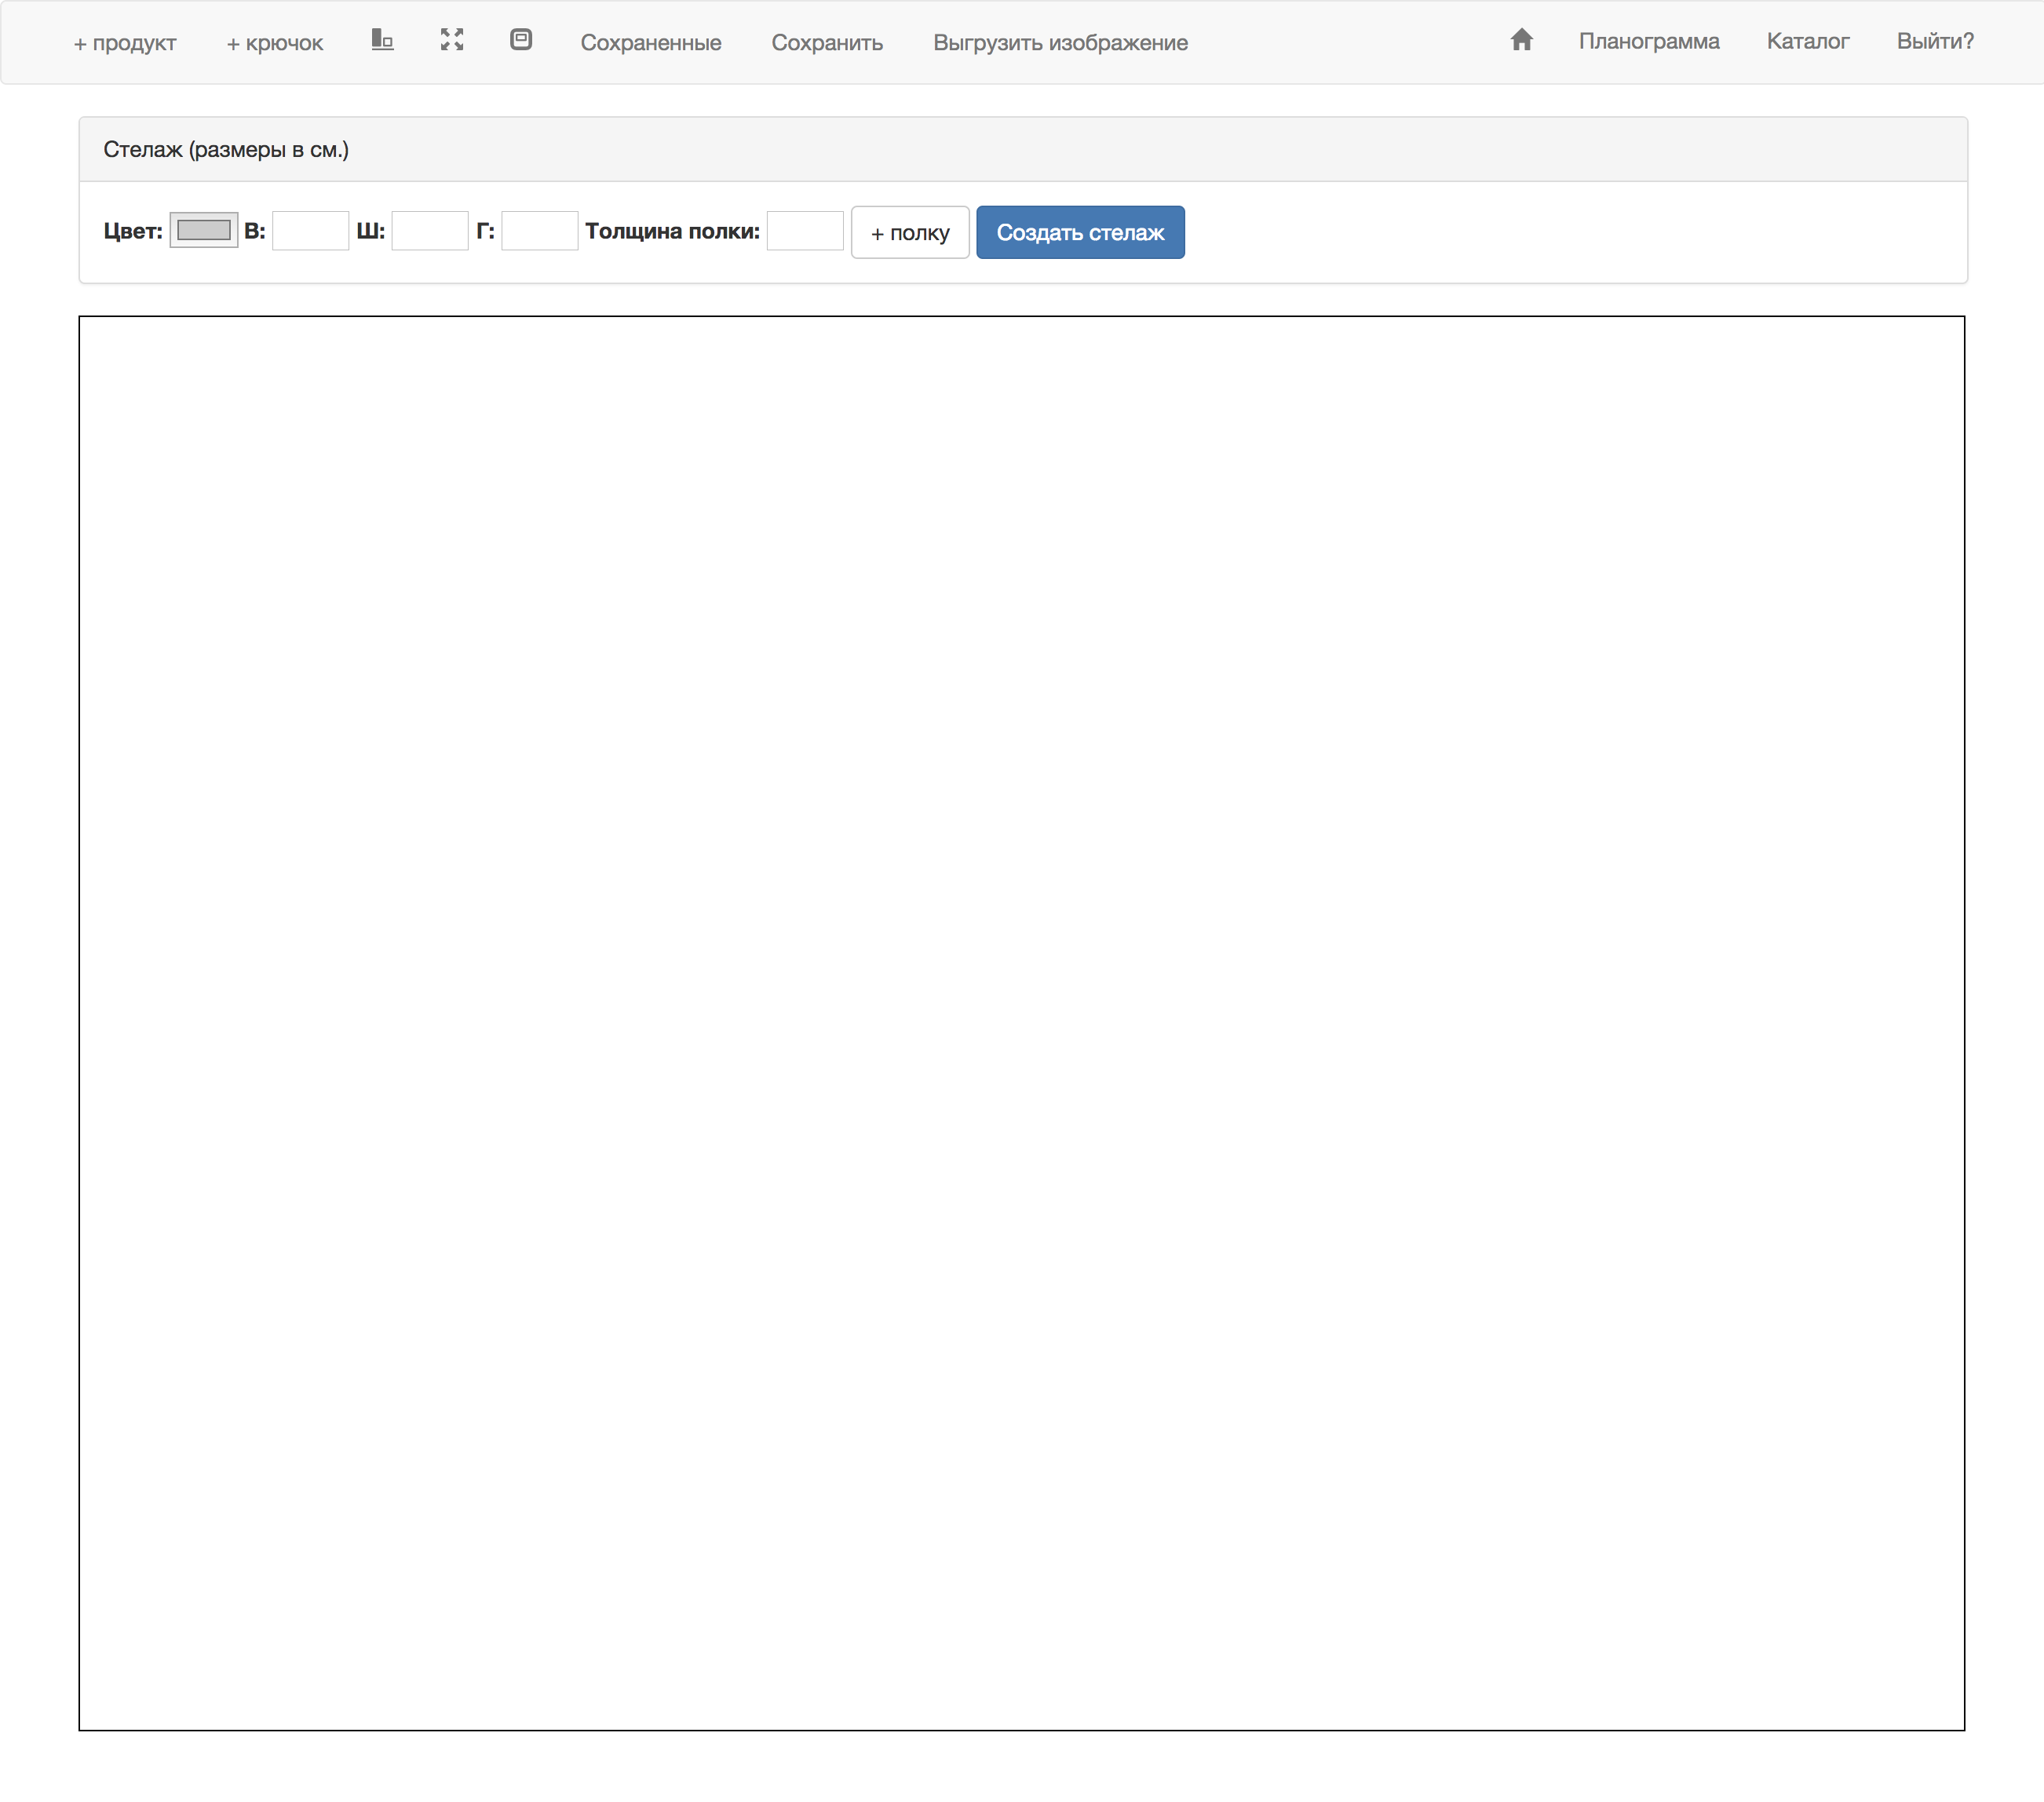 + продукт + крючок Сохраненные Сохранить Выгрузить изображение Планограмма Каталог Выйти?
Стелаж (размеры в см.)
Цвет: В: Ш: Г: Толщина полки: + полку Создать стелаж